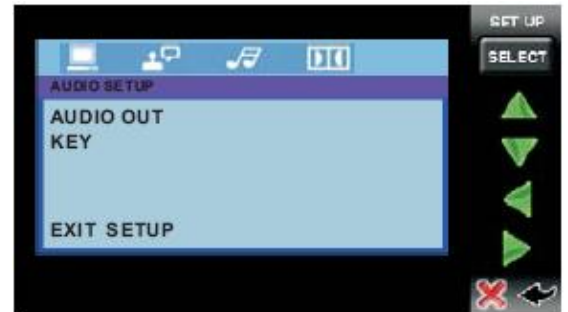 SET UP
SELECT
AUDIO SETUP
AUDIO OUT
KEY
EXIT SETUP